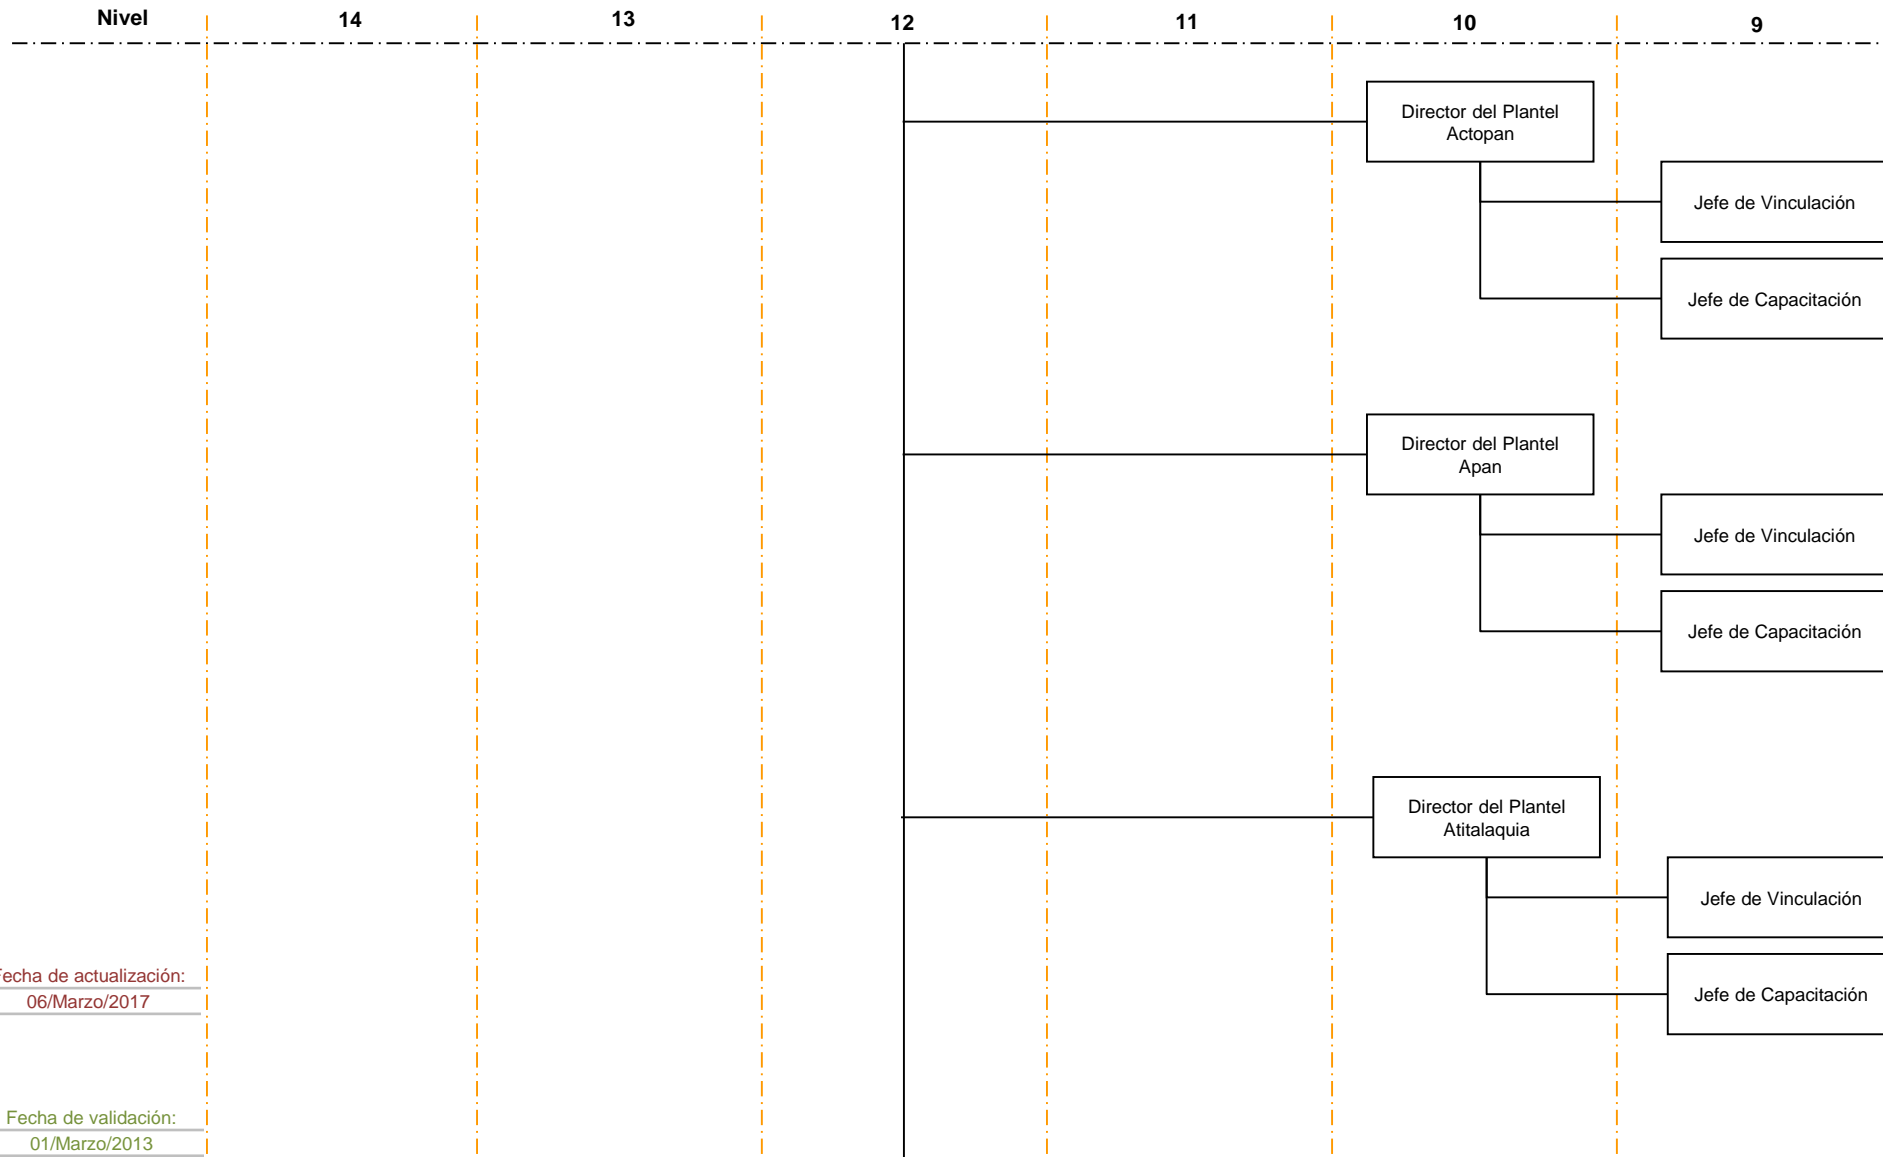 Nivel 14 13 12 11 10 9
Director del Plantel
Actopan
Jefe de Vinculación
Jefe de Capacitación
Director del Plantel
Apan
Jefe de Vinculación
Jefe de Capacitación
Director del Plantel
Atitalaquia
Jefe de Vinculación
Jefe de Capacitación
Fecha de actualización:
06/Marzo/2017
Fecha de validación:
01/Marzo/2013